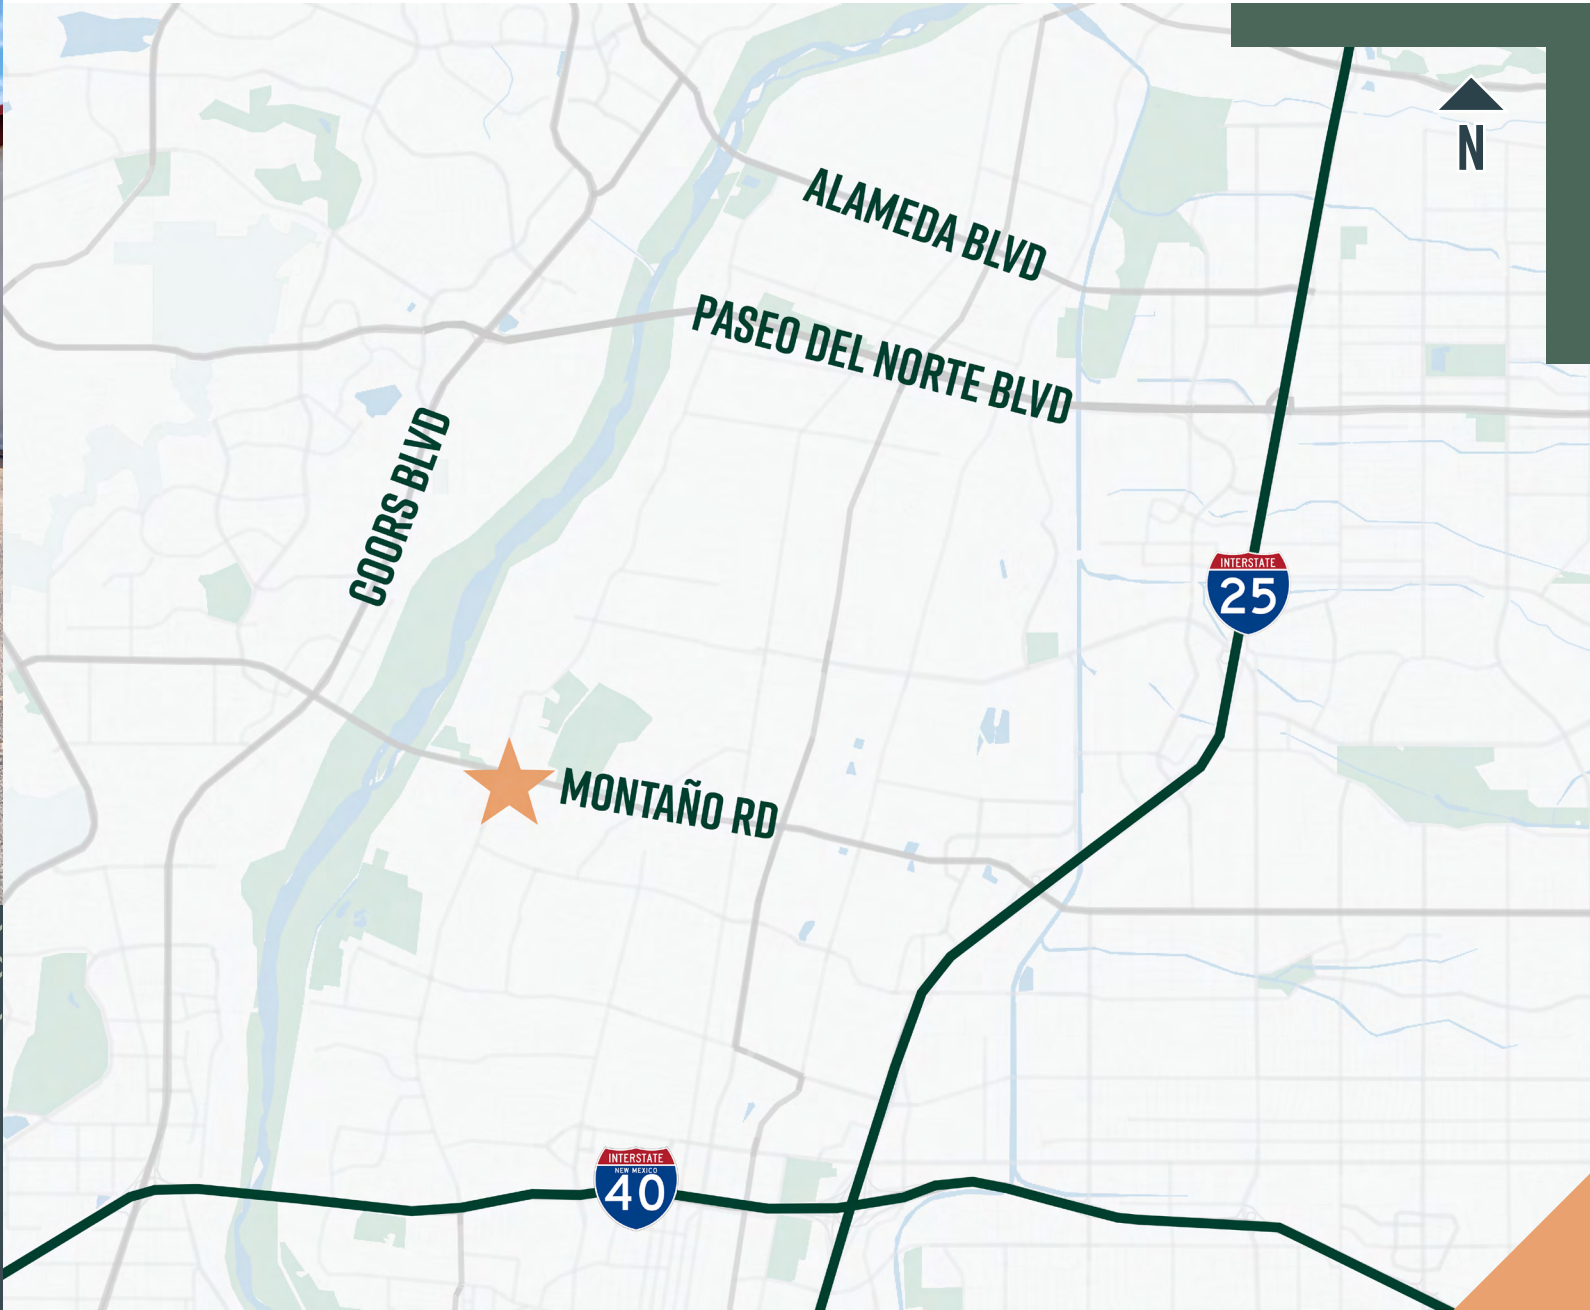 N
ALAMEDA BLVD
PASEO DEL NORTE BLVD
COORS BLVD
INTERSTATE
25
MONTAÑO RD
INTERSTATE
NEW MEXICO
40